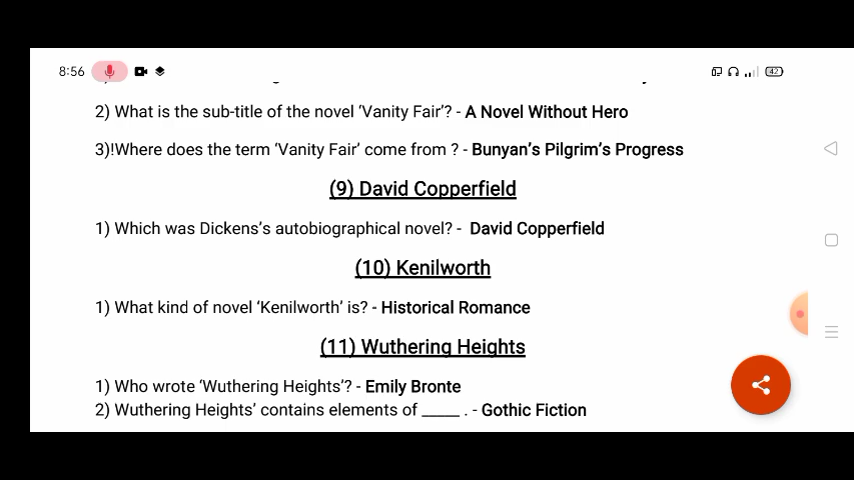 8:56
42
2) What is the sub-title of the novel ‘Vanity Fair’? - A Novel Without Hero
3)!Where does the term ‘Vanity Fair’ come from ? - Bunyan’s Pilgrim’s Progress
(9) David Copperfield
1) Which was Dickens’s autobiographical novel? - David Copperfield
(10) Kenilworth
1) What kind of novel ‘Kenilworth’ is? - Historical Romance
(11) Wuthering Heights
1) Who wrote ‘Wuthering Heights’? - Emily Bronte
2) Wuthering Heights’ contains elements of _____ . - Gothic Fiction